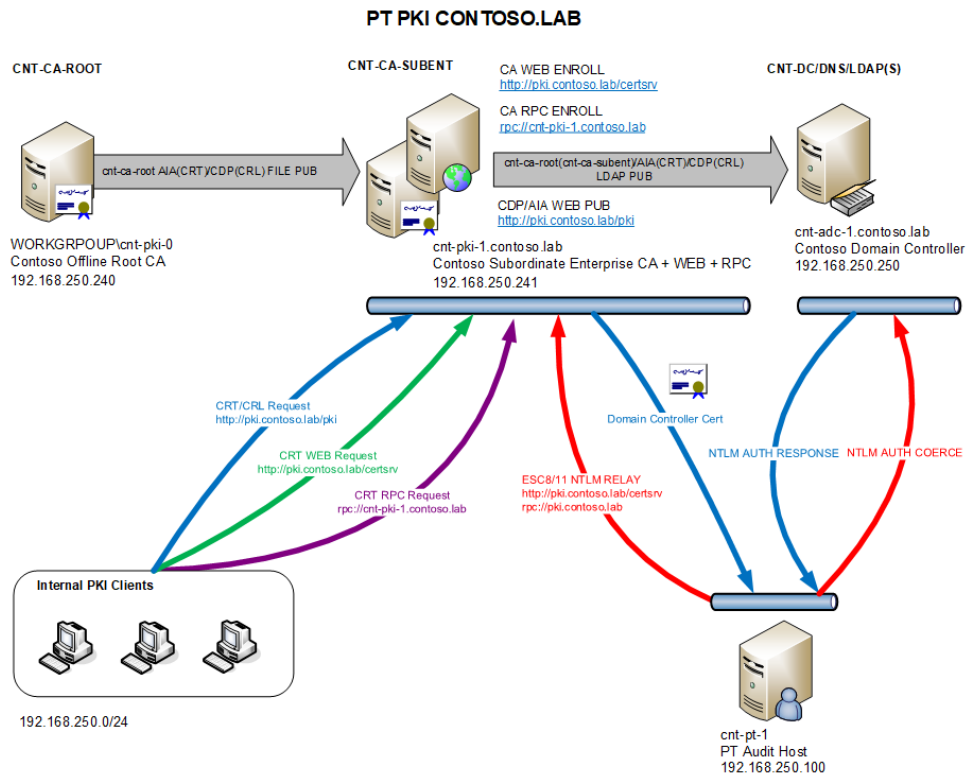 PT PKI CONTOSO.LAB
CNT-CA-ROOT
CNT-CA-SUBENT
CA WEB ENROLL
http://pki.contoso.lab/certsrv
CA RPC ENROLL
rpc://cnt-pki-1.contoso.lab
CNT-DC/DNS/LDAP(S)
cnt-ca-root AIA(CRT)/CDP(CRL) FILE PUB
cnt-ca-root(cnt-ca-subent)/AIA(CRT)/CDP(CRL)
LDAP PUB
CDP/AIA WEB PUB
http://pki.contoso.lab/pki
WORKGRPOUP\cnt-pki-0
Contoso Offline Root CA
192.168.250.240
cnt-pki-1.contoso.lab
Contoso Subordinate Enterprise CA + WEB + RPC
192.168.250.241
cnt-adc-1.contoso.lab
Contoso Domain Controller
192.168.250.250
CRT/CRL Request
http://pki.contoso.lab/pki
CRT WEB Request
http://pki.contoso.lab/certsrv
CRT RPC Request
rpc://cnt-pki-1.contoso.lab
Domain Controller Cert
ESC8/11 NTLM RELAY
http://pki.contoso.lab/certsrv
rpc://pki.contoso.lab
NTLM AUTH RESPONSE
NTLM AUTH COERCE
Internal PKI Clients
192.168.250.0/24
cnt-pt-1
PT Audit Host
192.168.250.100